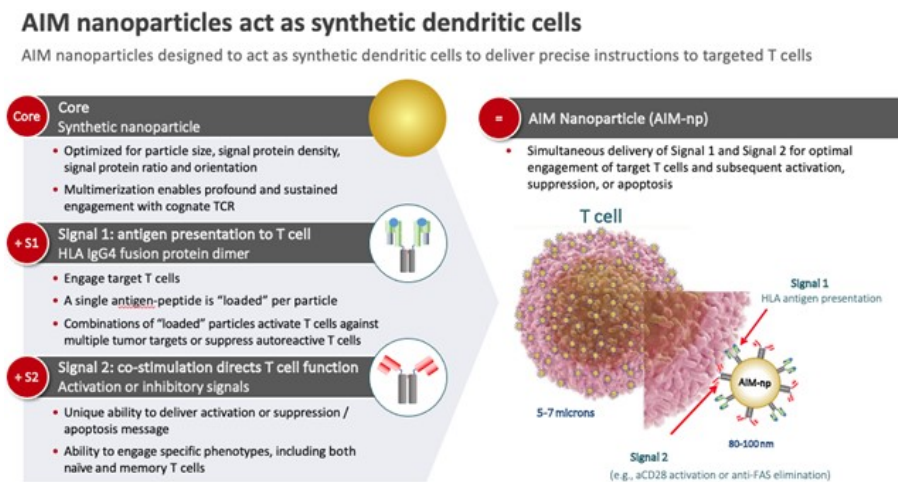 AIM nanoparticles act as synthetic dendritic cells
AIM nanoparticles designed to act as synthetic dendritic cells to deliver precise instructions to targeted T cells
Core
Core
Synthetic nanoparticle
• Optimized for particle size, signal protein density,
signal protein ratio and orientation
• Multimerization enables profound and sustained
engagement with cognate TCR
+ S1
Signal 1: antigen presentation to T cell
HLA IgG4 fusion protein dimer
• Engage target T cells
• A single antigen-peptide is "loaded" per particle
• Combinations of "loaded" particles activate T cells against
multiple tumor targets or suppress autoreactive T cells
+ S2
Signal 2: co-stimulation directs T cell function
Activation or inhibitory signals
• Unique ability to deliver activation or suppression /
apoptosis message
• Ability to engage specific phenotypes, including both
naïve and memory T cells
=
AIM Nanoparticle (AIM-np)
• Simultaneous delivery of Signal 1 and Signal 2 for optimal
engagement of target T cells and subsequent activation,
suppression, or apoptosis
T cell
Signal 1
HLA antigen presentation
AIM-np
5-7 microns
80-100 nm
Signal 2
(e.g., aCD28 activation or anti-FAS elimination)